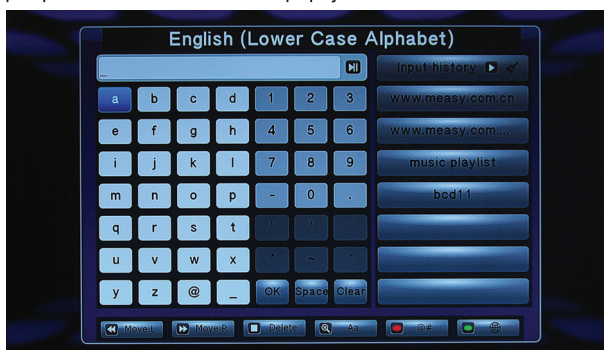 English (Lower Case Alphabet)
_
Input history
a b c d 1 2 3
www.measy.com.cn
e f g h 4 5 6
www.measy.com....
i j k l 7 8 9
music playlist
m n o p - 0 .
bcd11
q r s t
u v w x ^ ~
y z @ _ OK Space Clear
Move L Move R Delete Aa @#